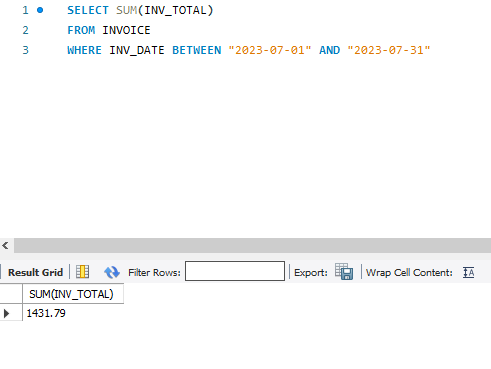 1 SELECT SUM(INV_TOTAL)
2 FROM INVOICE
3 WHERE INV_DATE BETWEEN "2023-07-01" AND "2023-07-31"
Result Grid Filter Rows: Export: Wrap Cell Content:
SUM(INV_TOTAL)
1431.79